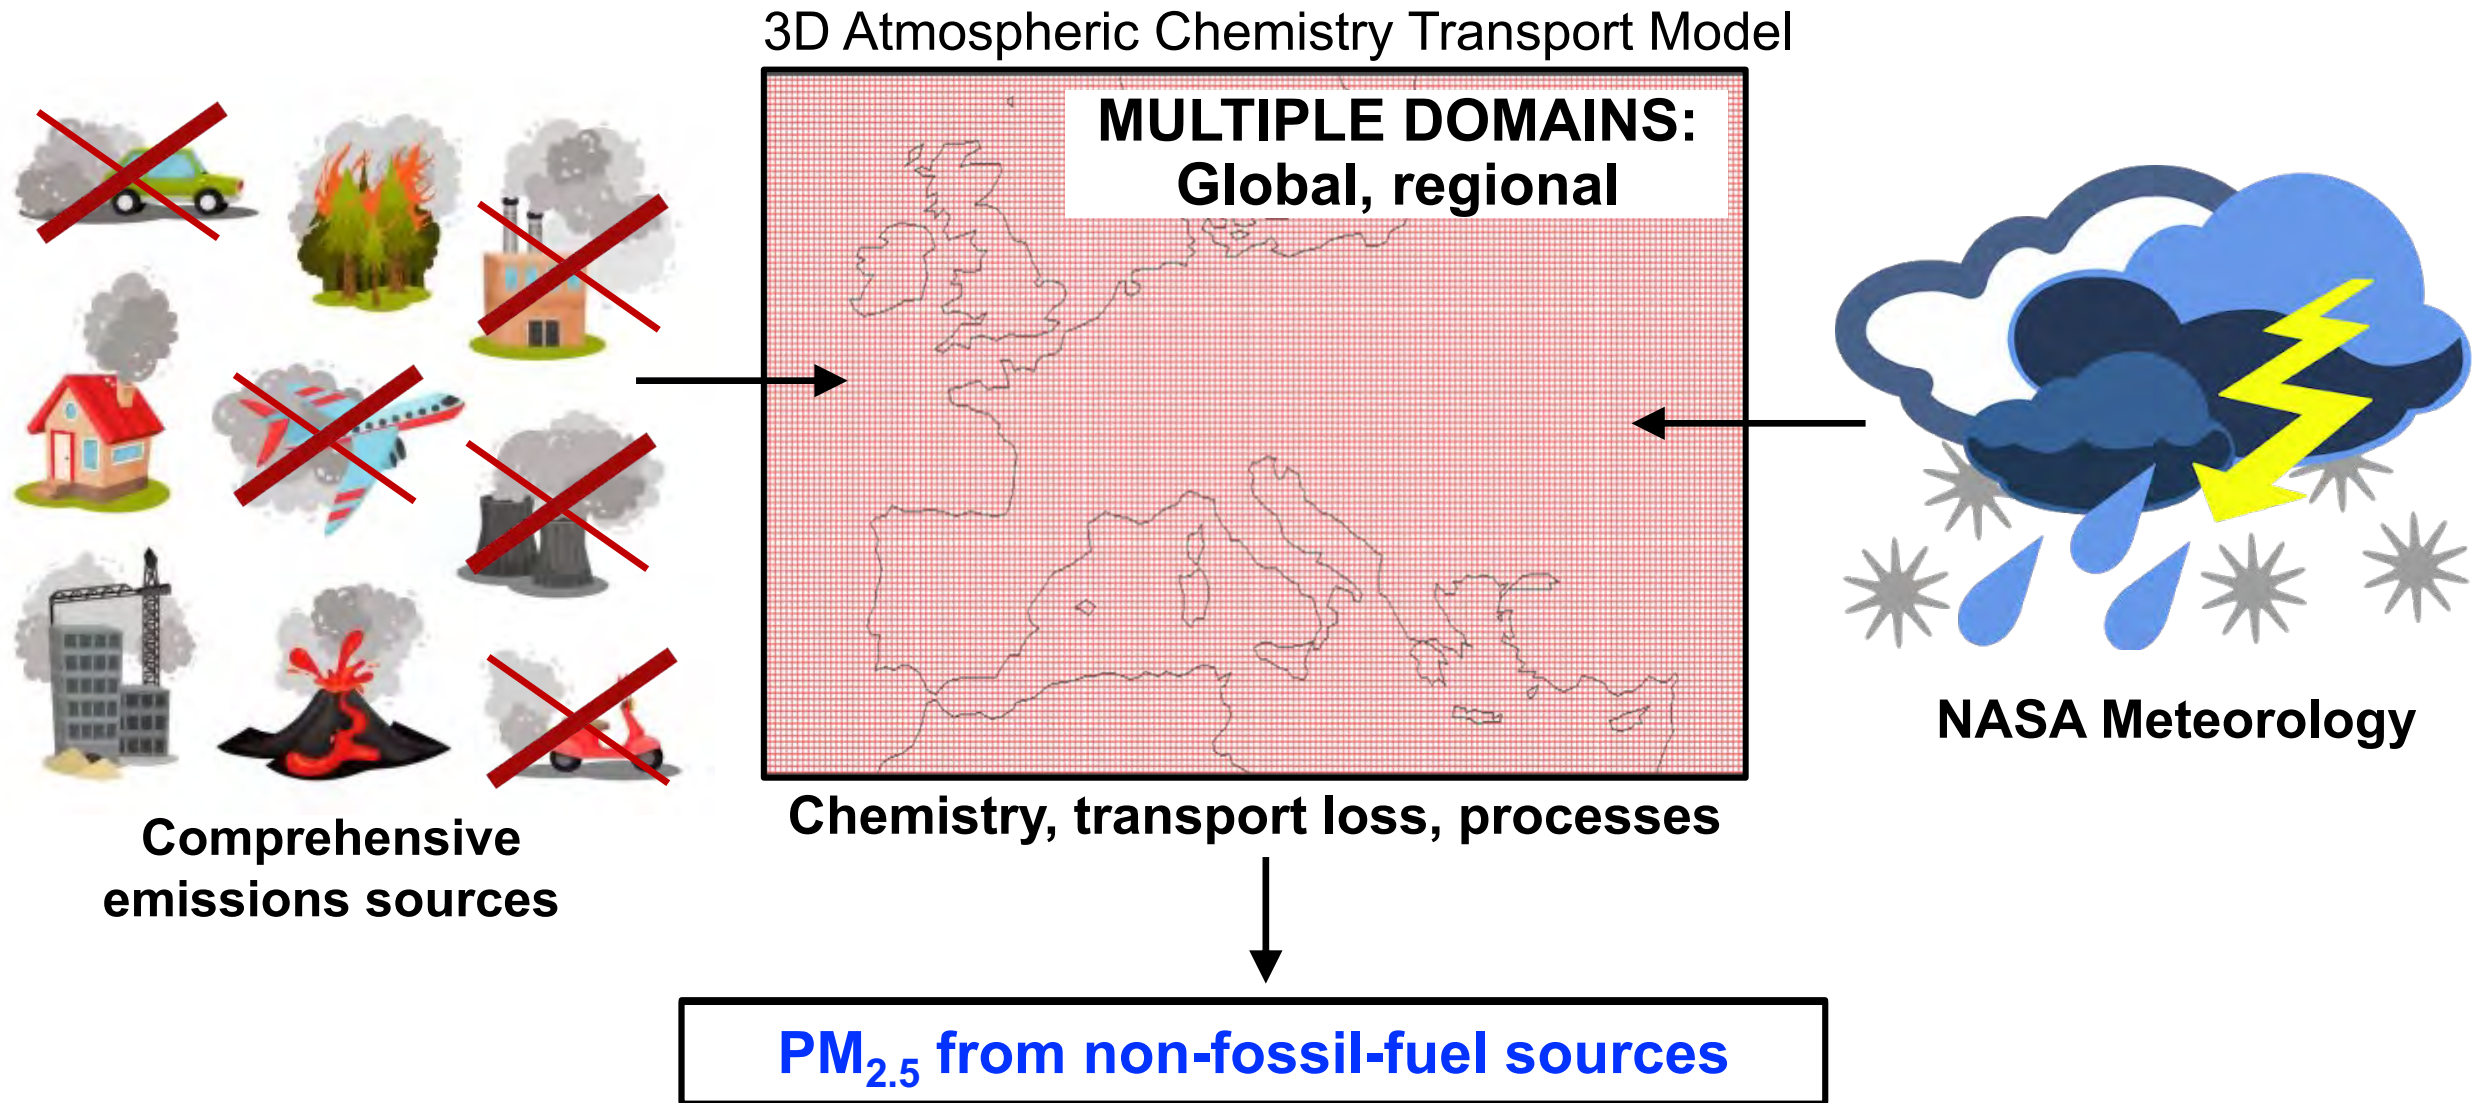 3D Atmospheric Chemistry Transport Model
MULTIPLE DOMAINS:
Global, regional
NASA Meteorology
Chemistry, transport loss, processes
Comprehensive
emissions sources
PM2.5 from non-fossil-fuel sources